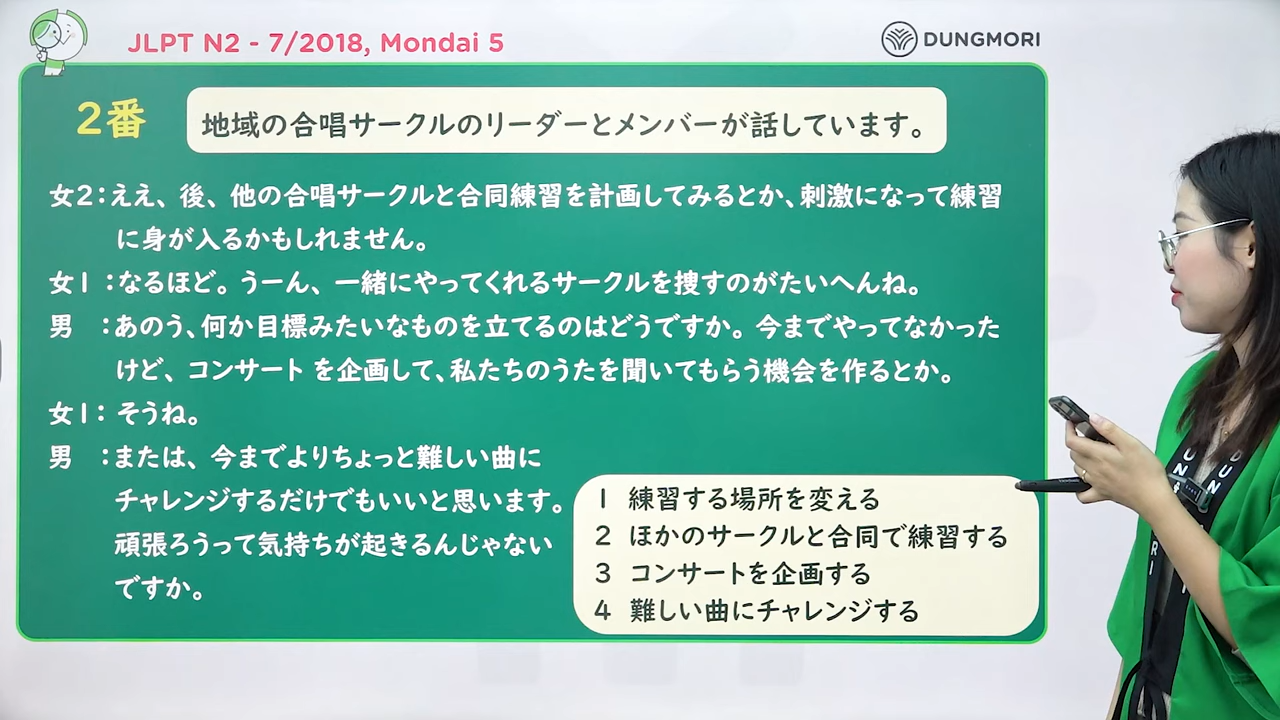 JLPT N2 - 7/2018, Mondai 5
DUNGMORI
2番
地域の合唱サークルのリーダーとメンバーが話しています。
女2:ええ、後、他の合唱サークルと合同練習を計画してみるとか、刺激になって練習
に身が入るかもしれません。
女1:なるほど。うーん、一緒にやってくれるサークルを捜すのがたいへんね。
男:あのう、何か目標みたいなものを立てるのはどうですか。今までやってなかった
けど、コンサートを企画して、私たちのうたを聞いてもらう機会を作るとか。
女1:そうね。
男:または、今までよりちょっと難しい曲に
チャレンジするだけでもいいと思います。
頑張ろうって気持ちが起きるんじゃない
ですか。
1 練習する場所を変える
2 ほかのサークルと合同で練習する
3 コンサートを企画する
4 難しい曲にチャレンジする